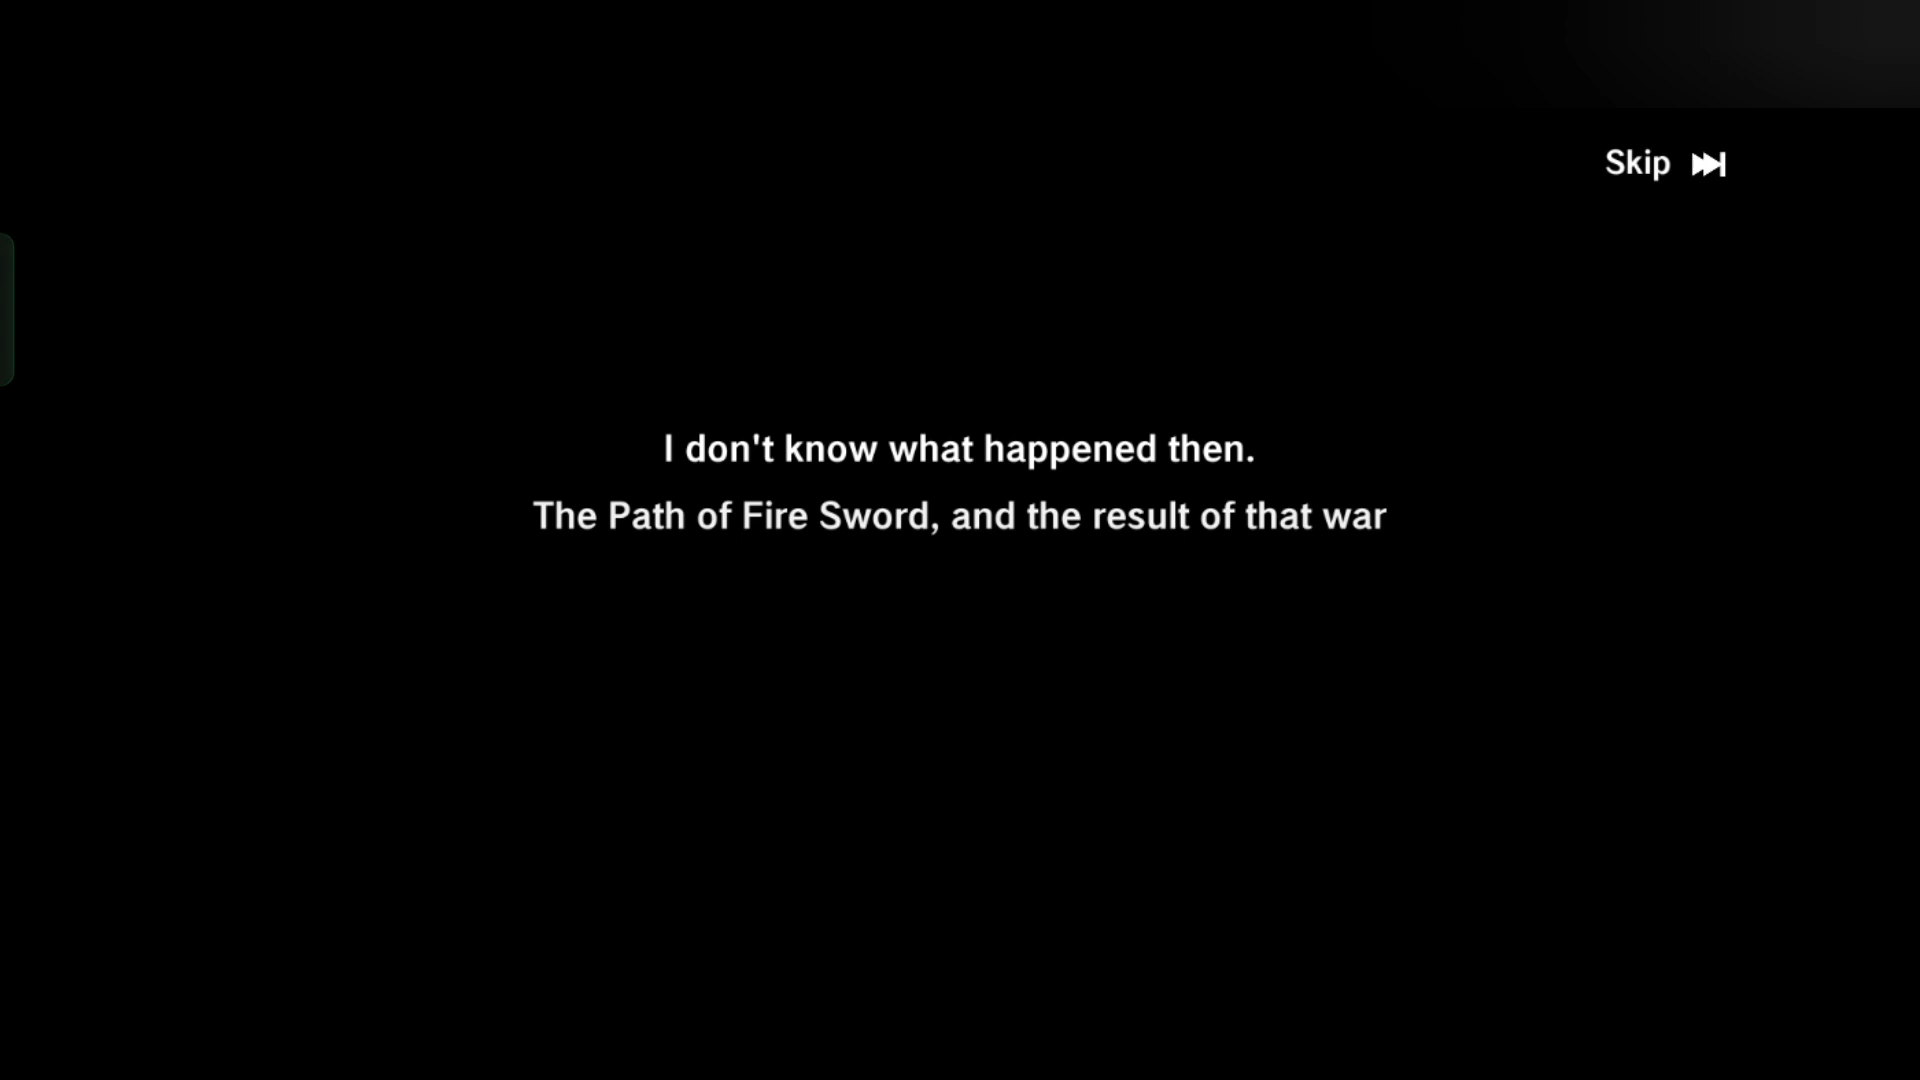 Skip
I don't know what happened then.
The Path of Fire Sword, and the result of that war